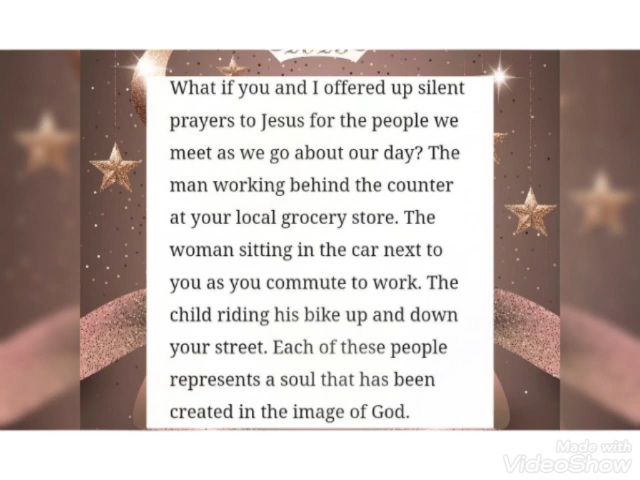 What if you and I offered up silent
prayers to Jesus for the people we
meet as we go about our day? The
man working behind the counter
at your local grocery store. The
woman sitting in the car next to
you as you commute to work. The
child riding his bike up and down
your street. Each of these people
represents a soul that has been
created in the image of God.
Made with
VideoShow